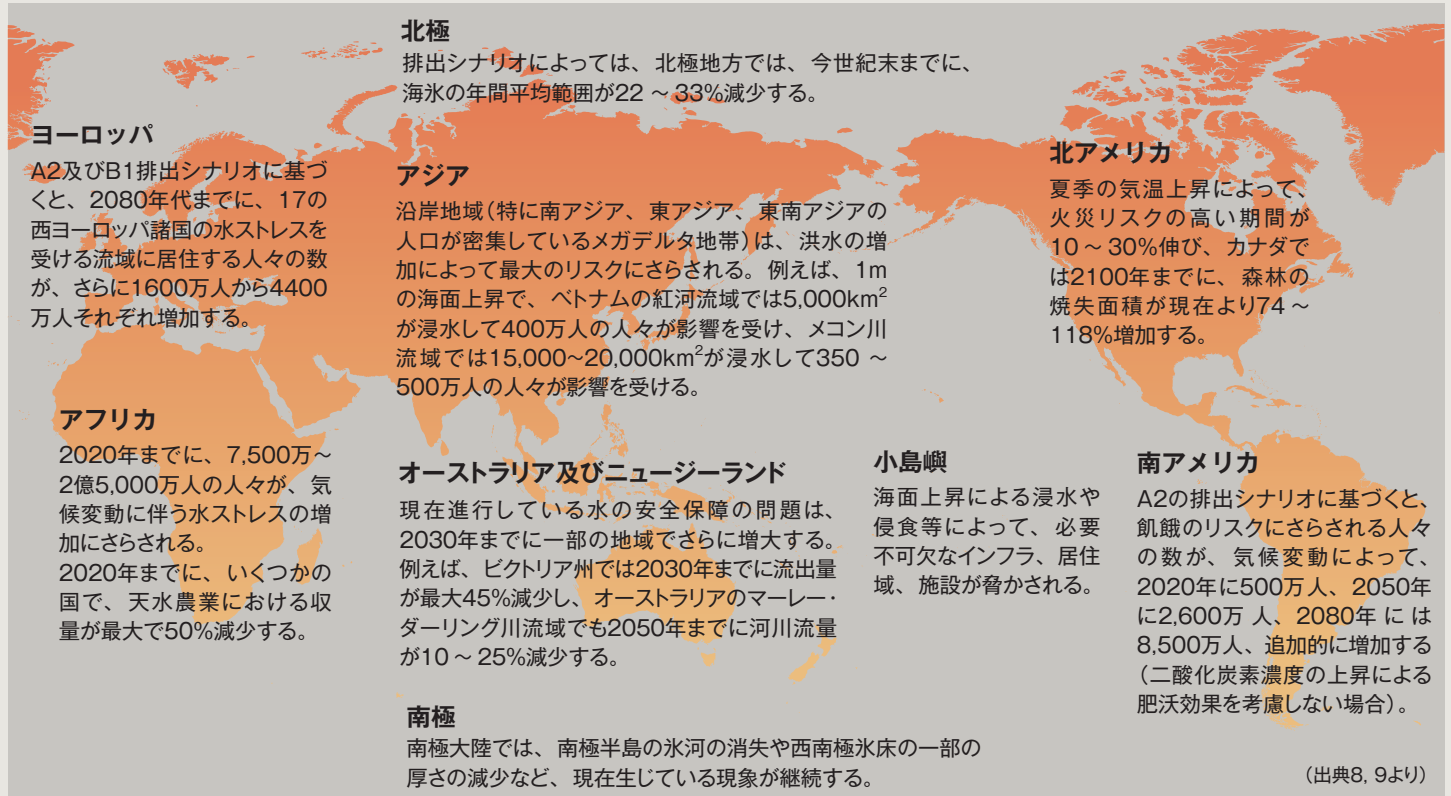 北極
排出シナリオによっては、北極地方では、今世紀末までに、
海氷の年間平均範囲が22 ～ 33%減少する。
ヨーロッパ
A2及びB1排出シナリオに基づ
くと、2080年代までに、17の
西ヨーロッパ諸国の水ストレスを
受ける流域に居住する人々の数
が、さらに1600万人から4400
万人それぞれ増加する。
アジア
沿岸地域(特に南アジア、東アジア、東南アジアの
人口が密集しているメガデルタ地帯)は、洪水の増
加によって最大のリスクにさらされる。例えば、1m
の海面上昇で、ベトナムの紅河流域では5,000km²
が浸水して400万人の人々が影響を受け、メコン川
流域では15,000～20,000km²が浸水して350 ～
500万人の人々が影響を受ける。
北アメリカ
夏季の気温上昇によって、
火災リスクの高い期間が
10 ～ 30%伸び、カナダで
は2100年までに、森林の
焼失面積が現在より74 ～
118%増加する。
アフリカ
2020年までに、7,500万～
2億5,000万人の人々が、気
候変動に伴う水ストレスの増
加にさらされる。
2020年までに、いくつかの
国で、天水農業における収
量が最大で50%減少する。
オーストラリア及びニュージーランド
現在進行している水の安全保障の問題は、
2030年までに一部の地域でさらに増大する。
例えば、ビクトリア州では2030年までに流出量
が最大45%減少し、オーストラリアのマーレー・
ダーリング川流域でも2050年までに河川流量
が10 ～ 25%減少する。
小島嶼
海面上昇による浸水や
侵食等によって、必要
不可欠なインフラ、居住
域、施設が脅かされる。
南アメリカ
A2の排出シナリオに基づくと、
飢餓のリスクにさらされる人々
の数が、気候変動によって、
2020年に500万人、2050年
に2,600万人、2080年には
8,500万人、追加的に増加する
(二酸化炭素濃度の上昇による
肥沃効果を考慮しない場合)。
南極
南極大陸では、南極半島の氷河の消失や西南極氷床の一部の
厚さの減少など、現在生じている現象が継続する。
(出典8, 9より)